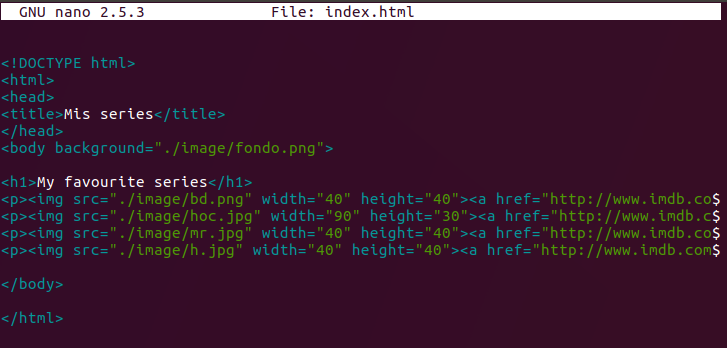 GNU nano 2.5.3 File: index.html
<!DOCTYPE html>
<html>
<head>
<title>Mis series</title>
</head>
<body background="./image/fondo.png">
<h1>My favourite series</h1>
<p><img src="./image/bd.png" width="40" height="40"><a href="http://www.imdb.co$
<p><img src="./image/hoc.jpg" width="90" height="30"><a href="http://www.imdb.c$
<p><img src="./image/mr.jpg" width="40" height="40"><a href="http://www.imdb.co$
<p><img src="./image/h.jpg" width="40" height="40"><a href="http://www.imdb.com$
</body>
</html>